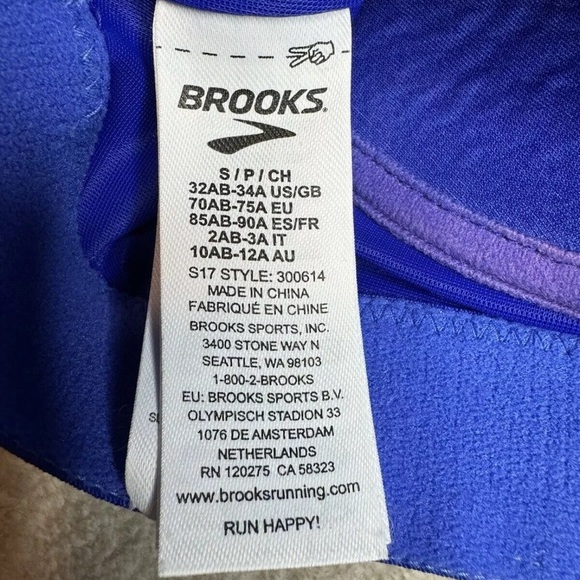 BROOKS
S / P / CH
32AB-34A US/GB
70AB-75A EU
85AB-90A ES/FR
2AB-3A IT
10AB-12A AU
S17 STYLE: 300614
MADE IN CHINA
FABRIQUÉ EN CHINE
BROOKS SPORTS, INC.
3400 STONE WAY N
SEATTLE, WA 98103
1-800-2-BROOKS
EU: BROOKS SPORTS B.V.
OLYMPISCH STADION 33
1076 DE AMSTERDAM
NETHERLANDS
RN 120275 CA 58323
www.brooksrunning.com
RUN HAPPY!